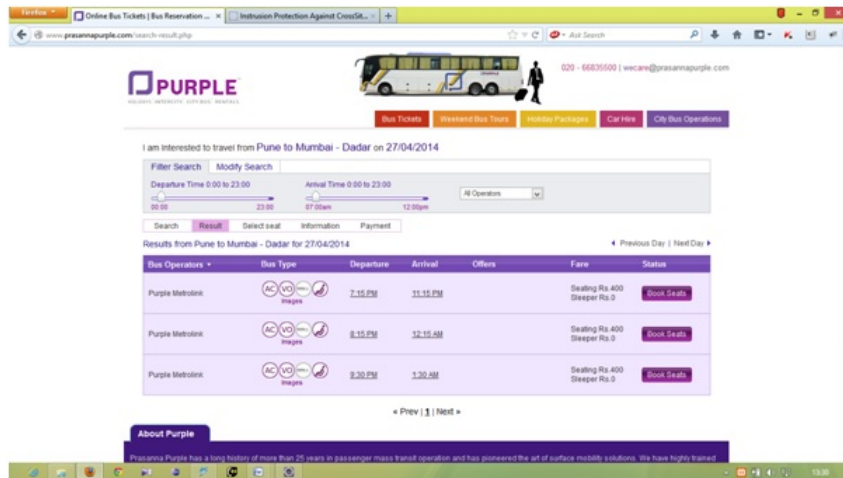 Firefox
Online Bus Tickets | Bus Reservation ...
Instrusion Protection Against CrossSit...
www.prasannapurple.com/search-result.php
Ask Search
PURPLE
HOLIDAYS INTERCITY CITY BUS RENTALS
020 - 66835500 | wecare@prasannapurple.com
Bus Tickets Weekend Bus Tours Holiday Packages Car Hire City Bus Operations
I am interested to travel from Pune to Mumbai - Dadar on 27/04/2014
Filter Search Modify Search
Departure Time 0:00 to 23:00 Arrival Time 0:00 to 23:00
All Operators
00:00 23:00 07:00am 12:00pm
Search Result Select seat Information Payment
Results from Pune to Mumbai - Dadar for 27/04/2014 Previous Day | Next Day
Bus Operators Bus Type Departure Arrival Offers Fare Status
Purple Metrolink AC VO Images 7:15 PM 11:15 PM Seating Rs.400 Sleeper Rs.0 Book Seats
Purple Metrolink AC VO Images 8:15 PM 12:15 AM Seating Rs.400 Sleeper Rs.0 Book Seats
Purple Metrolink AC VO Images 9:30 PM 1:30 AM Seating Rs.400 Sleeper Rs.0 Book Seats
« Prev | 1 | Next »
About Purple
Prasanna Purple has a long history of more than 25 years in passenger mass transit operation and has pioneered the art of surface mobility solutions. We have highly trained
13:30